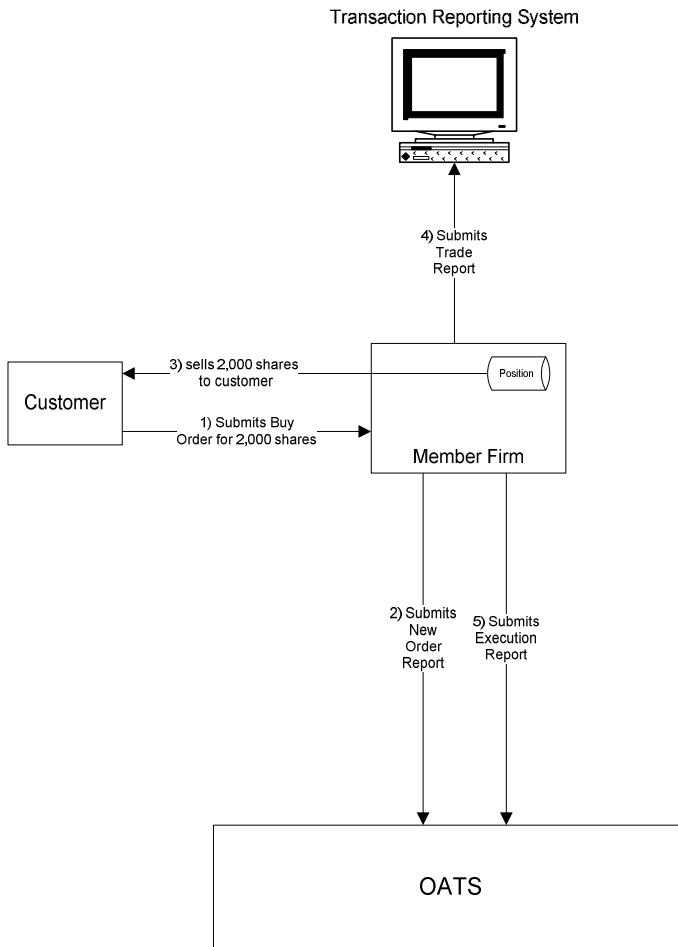 Transaction Reporting System
4) Submits
Trade
Report
3) sells 2,000 shares
to customer
Position
Customer
1) Submits Buy
Order for 2,000 shares
Member Firm
2) Submits
New
Order
Report
5) Submits
Execution
Report
OATS